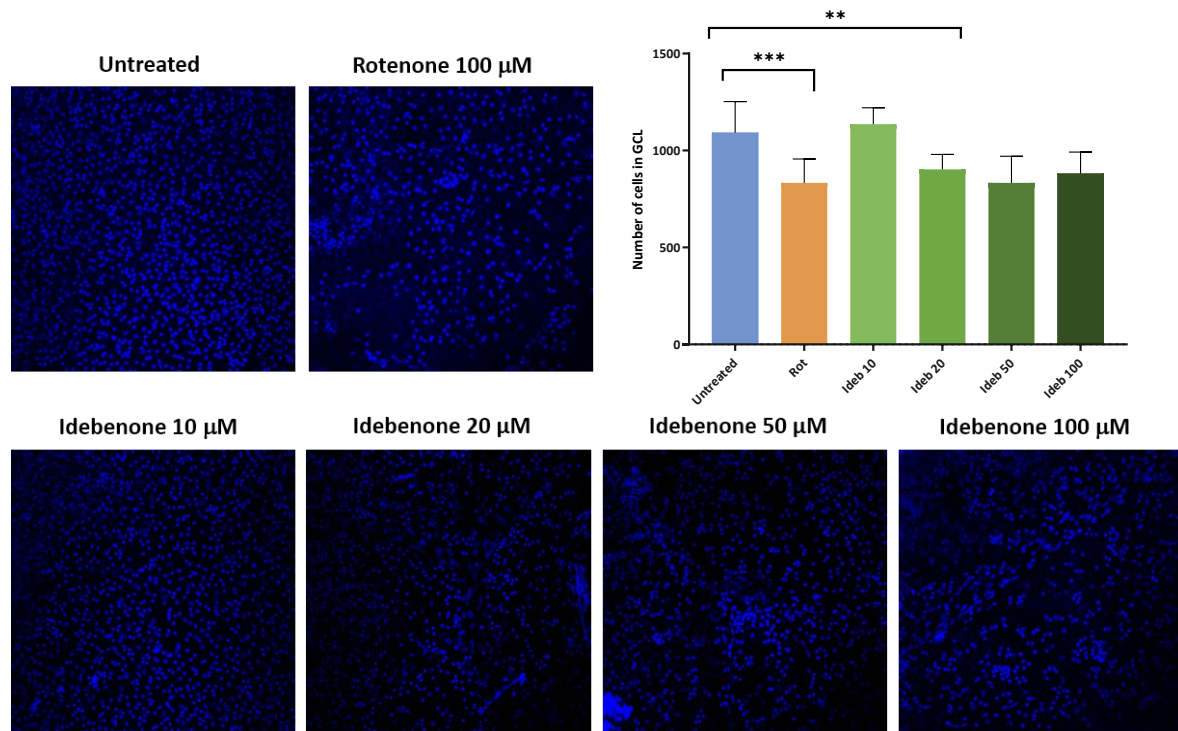 Untreated
Rotenone 100 μM
**
***
1500
1000
500
0
Number of cells in GCL
Untreated
Rot
Ideb 10
Ideb 20
Ideb 50
Ideb 100
Idebenone 10 μM
Idebenone 20 μM
Idebenone 50 μM
Idebenone 100 μM